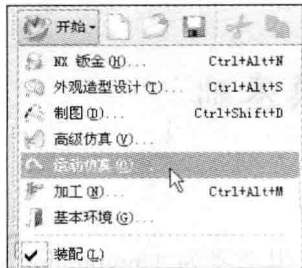 开始
NX 钣金(H)... Ctrl+Alt+N
外观造型设计(T)... Ctrl+Alt+S
制图(D)... Ctrl+Shift+D
高级仿真(V)...
运动仿真(O)...
加工(N)... Ctrl+Alt+M
基本环境(G)...
装配(L)